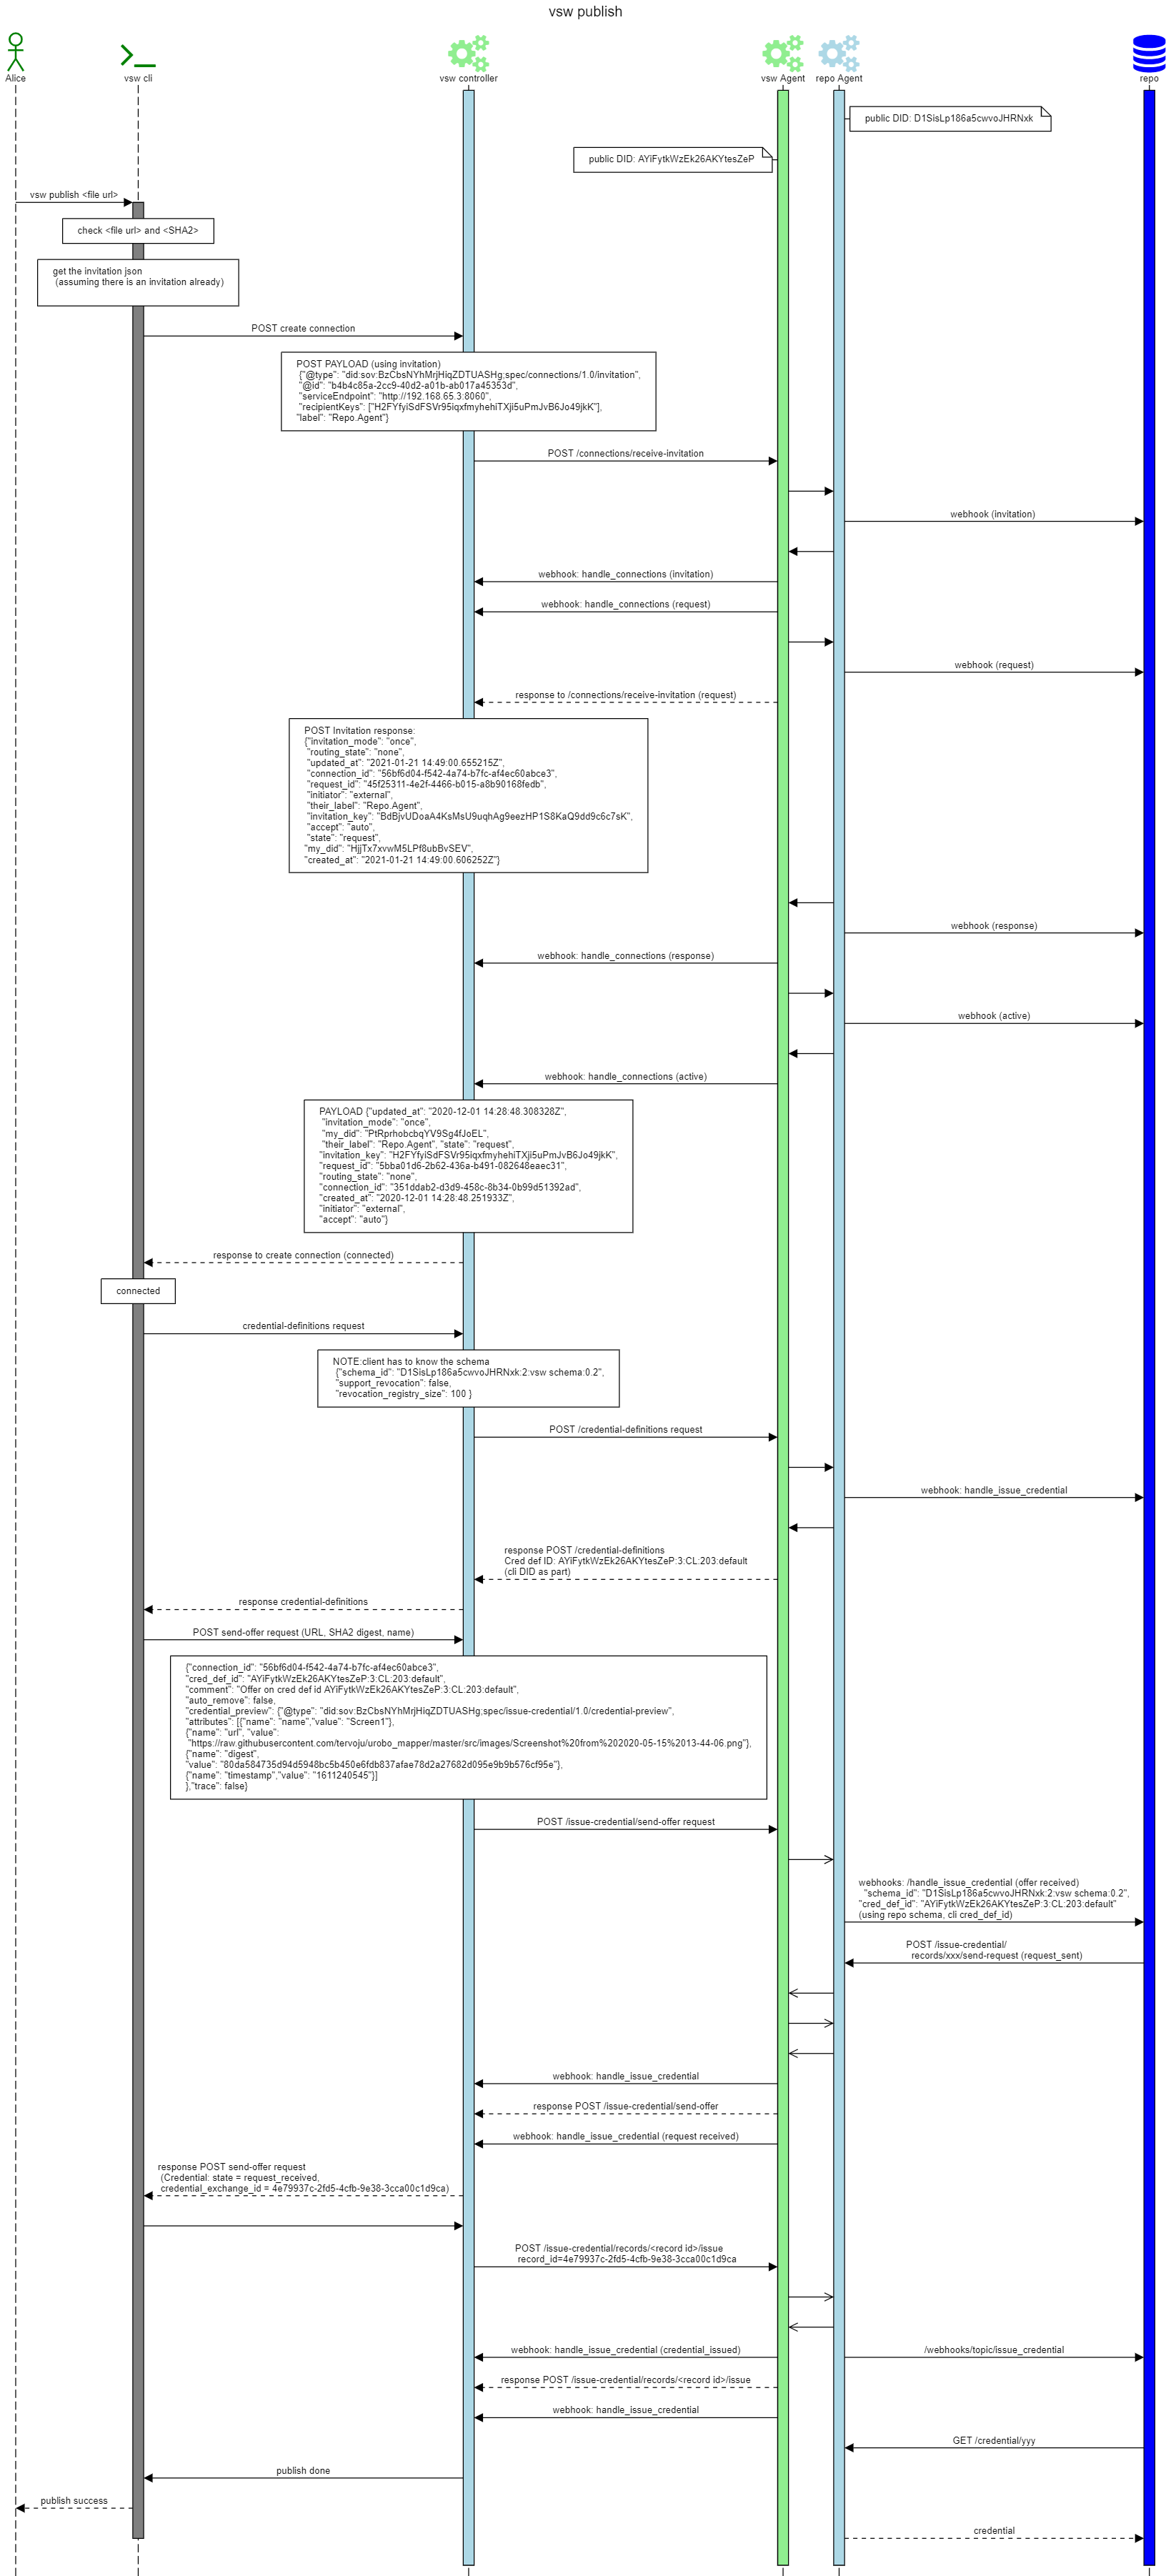 vsw publish
Alice
vsw cli
vsw controller
vsw Agent
repo Agent
repo
public DID: D1SisLp186a5cwvoJHRNxk
public DID: AYiFytkWzEk26AKYtesZeP
vsw publish <file url>
check <file url> and <SHA2>
get the invitation json
(assuming there is an invitation already)
POST create connection
POST PAYLOAD (using invitation)
{"@type": "did:sov:BzCbsNYhMrjHiqZDTUASHg;spec/connections/1.0/invitation",
"@id": "b4b4c85a-2cc9-40d2-a01b-ab017a45353d",
"serviceEndpoint": "http://192.168.65.3:8060",
"recipientKeys": ["H2FYfyiSdFSVr95iqxfmyhehiTXji5uPmJvB6Jo49jkK"],
"label": "Repo.Agent"}
POST /connections/receive-invitation
webhook (invitation)
webhook: handle_connections (invitation)
webhook: handle_connections (request)
webhook (request)
response to /connections/receive-invitation (request)
POST Invitation response:
{"invitation_mode": "once",
"routing_state": "none",
"updated_at": "2021-01-21 14:49:00.655215Z",
"connection_id": "56bf6d04-f542-4a74-b7fc-af4ec60abce3",
"request_id": "45f25311-4e2f-4466-b015-a8b90168fedb",
"initiator": "external",
"their_label": "Repo.Agent",
"invitation_key": "BdBjvUDoaA4KsMsU9uqhAg9eezHP1S8KaQ9dd9c6c7sK",
"accept": "auto",
"state": "request",
"my_did": "HjjTx7xvwM5LPf8ubBvSEV",
"created_at": "2021-01-21 14:49:00.606252Z"}
webhook (response)
webhook: handle_connections (response)
webhook (active)
webhook: handle_connections (active)
PAYLOAD {"updated_at": "2020-12-01 14:28:48.308328Z",
"invitation_mode": "once",
"my_did": "PtRprhobcbqYV9Sg4fJoEL",
"their_label": "Repo.Agent", "state": "request",
"invitation_key": "H2FYfyiSdFSVr95iqxfmyhehiTXji5uPmJvB6Jo49jkK",
"request_id": "5bba01d6-2b62-436a-b491-082648eaec31",
"routing_state": "none",
"connection_id": "351ddab2-d3d9-458c-8b34-0b99d51392ad",
"created_at": "2020-12-01 14:28:48.251933Z",
"initiator": "external",
"accept": "auto"}
response to create connection (connected)
connected
credential-definitions request
NOTE:client has to know the schema
{"schema_id": "D1SisLp186a5cwvoJHRNxk:2:vsw schema:0.2",
"support_revocation": false,
"revocation_registry_size": 100 }
POST /credential-definitions request
webhook: handle_issue_credential
response POST /credential-definitions
Cred def ID: AYiFytkWzEk26AKYtesZeP:3:CL:203:default
(cli DID as part)
response credential-definitions
POST send-offer request (URL, SHA2 digest, name)
{"connection_id": "56bf6d04-f542-4a74-b7fc-af4ec60abce3",
"cred_def_id": "AYiFytkWzEk26AKYtesZeP:3:CL:203:default",
"comment": "Offer on cred def id AYiFytkWzEk26AKYtesZeP:3:CL:203:default",
"auto_remove": false,
"credential_preview": {"@type": "did:sov:BzCbsNYhMrjHiqZDTUASHg;spec/issue-credential/1.0/credential-preview",
"attributes": [{"name": "name","value": "Screen1"},
{"name": "url", "value":
"https://raw.githubusercontent.com/tervoju/urobo_mapper/master/src/images/Screenshot%20from%202020-05-15%2013-44-06.png"},
{"name": "digest",
"value": "80da584735d94d5948bc5b450e6fdb837afae78d2a27682d095e9b9b576cf95e"},
{"name": "timestamp","value": "1611240545"}]
},"trace": false}
POST /issue-credential/send-offer request
webhooks: /handle_issue_credential (offer received)
"schema_id": "D1SisLp186a5cwvoJHRNxk:2:vsw schema:0.2",
"cred_def_id": "AYiFytkWzEk26AKYtesZeP:3:CL:203:default"
(using repo schema, cli cred_def_id)
POST /issue-credential/
records/xxx/send-request (request_sent)
webhook: handle_issue_credential
response POST /issue-credential/send-offer
webhook: handle_issue_credential (request received)
response POST send-offer request
(Credential: state = request_received,
credential_exchange_id = 4e79937c-2fd5-4cfb-9e38-3cca00c1d9ca)
POST /issue-credential/records/<record id>/issue
record_id=4e79937c-2fd5-4cfb-9e38-3cca00c1d9ca
webhook: handle_issue_credential (credential_issued)
/webhooks/topic/issue_credential
response POST /issue-credential/records/<record id>/issue
webhook: handle_issue_credential
GET /credential/yyy
publish done
publish success
credential